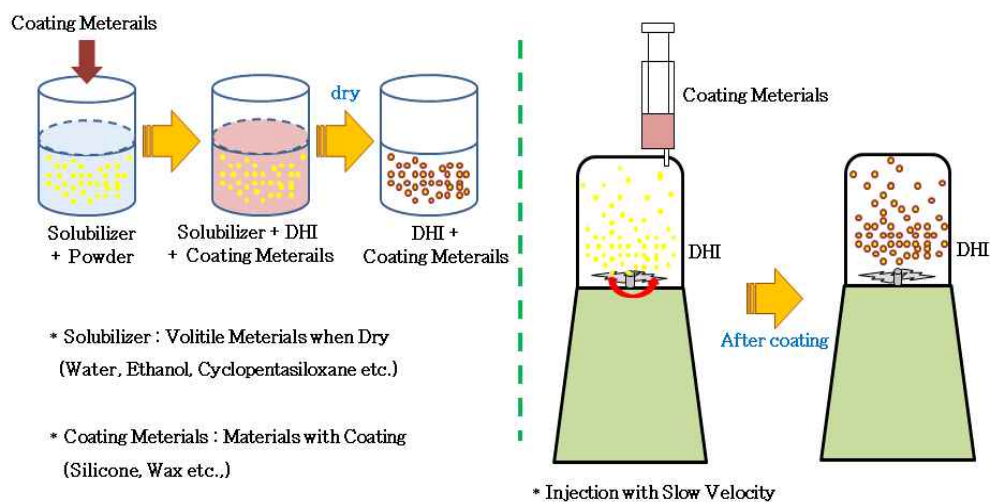 Coating Meterails
dry
Solubilizer
+ Powder
Solubilizer + DHI
+ Coating Meterails
DHI +
Coating Meterails
* Solubilizer : Volitile Materials when Dry
(Water, Ethanol, Cyclopentasiloxane etc.)
* Coating Meterials : Materials with Coating
(Silicone, Wax etc.,)
Coating Meterials
DHI
After coating
DHI
* Injection with Slow Velocity